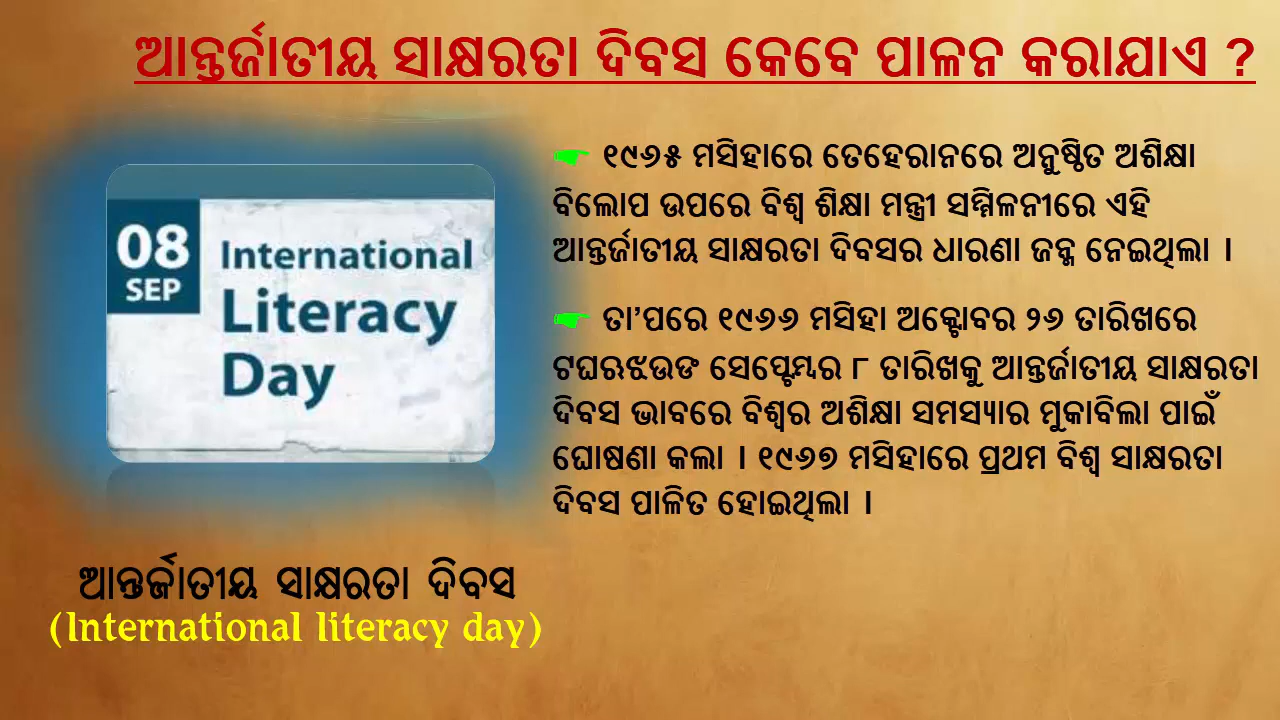 ଆନ୍ତର୍ଜାତୀୟ ସାକ୍ଷରତା ଦିବସ କେବେ ପାଳନ କରାଯାଏ ?
08
SEP
International
Literacy
Day
ଆନ୍ତର୍ଜାତୀୟ ସାକ୍ଷରତା ଦିବସ
(International literacy day)
☛ ୧୯୬୫ ମସିହାରେ ତେହେରାନରେ ଅନୁଷ୍ଠିତ ଅଶିକ୍ଷା
ବିଲୋପ ଉପରେ ବିଶ୍ୱ ଶିକ୍ଷା ମନ୍ତ୍ରୀ ସମ୍ମିଳନୀରେ ଏହି
ଆନ୍ତର୍ଜାତୀୟ ସାକ୍ଷରତା ଦିବସର ଧାରଣା ଜନ୍ମ ନେଇଥିଲା ।
☛ ତା’ପରେ ୧୯୬୬ ମସିହା ଅକ୍ଟୋବର ୨୬ ତାରିଖରେ
ଟଘଋଝଉଙ ସେପ୍ଟେମ୍ବର ୮ ତାରିଖକୁ ଆନ୍ତର୍ଜାତୀୟ ସାକ୍ଷରତା
ଦିବସ ଭାବରେ ବିଶ୍ୱର ଅଶିକ୍ଷା ସମସ୍ୟାର ମୁକାବିଲା ପାଇଁ
ଘୋଷଣା କଲା । ୧୯୬୭ ମସିହାରେ ପ୍ରଥମ ବିଶ୍ୱ ସାକ୍ଷରତା
ଦିବସ ପାଳିତ ହୋଇଥିଲା ।